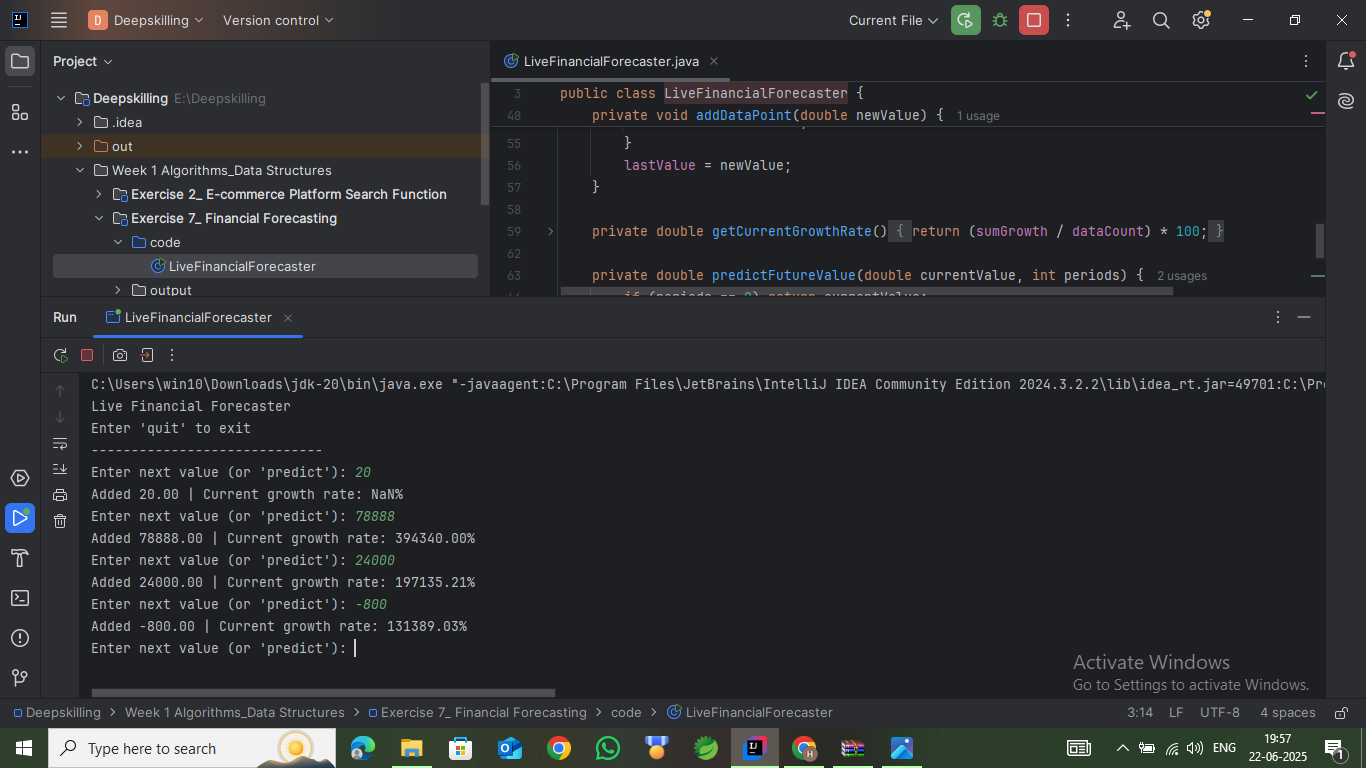 D Deepskilling Version control Current File
Project
LiveFinancialForecaster.java
Deepskilling E:\Deepskilling
.idea
out
Week 1 Algorithms_Data Structures
Exercise 2_ E-commerce Platform Search Function
Exercise 7_ Financial Forecasting
code
LiveFinancialForecaster
output
3 public class LiveFinancialForecaster {
48 private void addDataPoint(double newValue) { 1 usage
55 }
56 lastValue = newValue;
57 }
58
59 private double getCurrentGrowthRate() { return (sumGrowth / dataCount) * 100; }
62
63 private double predictFutureValue(double currentValue, int periods) { 2 usages
Run LiveFinancialForecaster
C:\Users\win10\Downloads\jdk-20\bin\java.exe "-javaagent:C:\Program Files\JetBrains\IntelliJ IDEA Community Edition 2024.3.2.2\lib\idea_rt.jar=49701:C:\Pr
Live Financial Forecaster
Enter 'quit' to exit
-----------------------------
Enter next value (or 'predict'): 20
Added 20.00 | Current growth rate: NaN%
Enter next value (or 'predict'): 78888
Added 78888.00 | Current growth rate: 394340.00%
Enter next value (or 'predict'): 24000
Added 24000.00 | Current growth rate: 197135.21%
Enter next value (or 'predict'): -800
Added -800.00 | Current growth rate: 131389.03%
Enter next value (or 'predict'):
Activate Windows
Go to Settings to activate Windows.
Deepskilling > Week 1 Algorithms_Data Structures > Exercise 7_ Financial Forecasting > code > LiveFinancialForecaster 3:14 LF UTF-8 4 spaces
Type here to search
ENG
19:57
22-06-2025
1